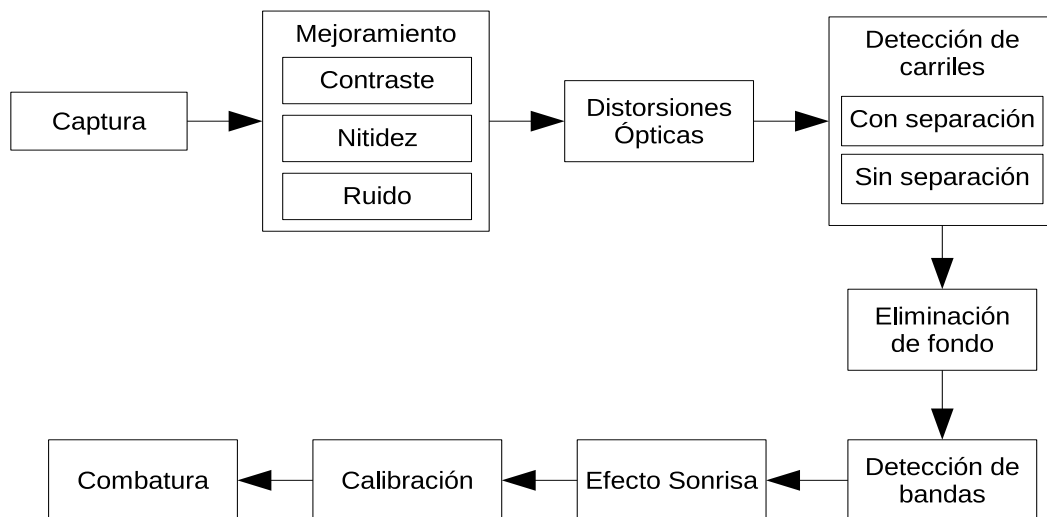 Captura
Mejoramiento
Contraste
Nitidez
Ruido
Distorsiones
Ópticas
Detección de
carriles
Con separación
Sin separación
Eliminación
de fondo
Detección de
bandas
Efecto Sonrisa
Calibración
Combatura